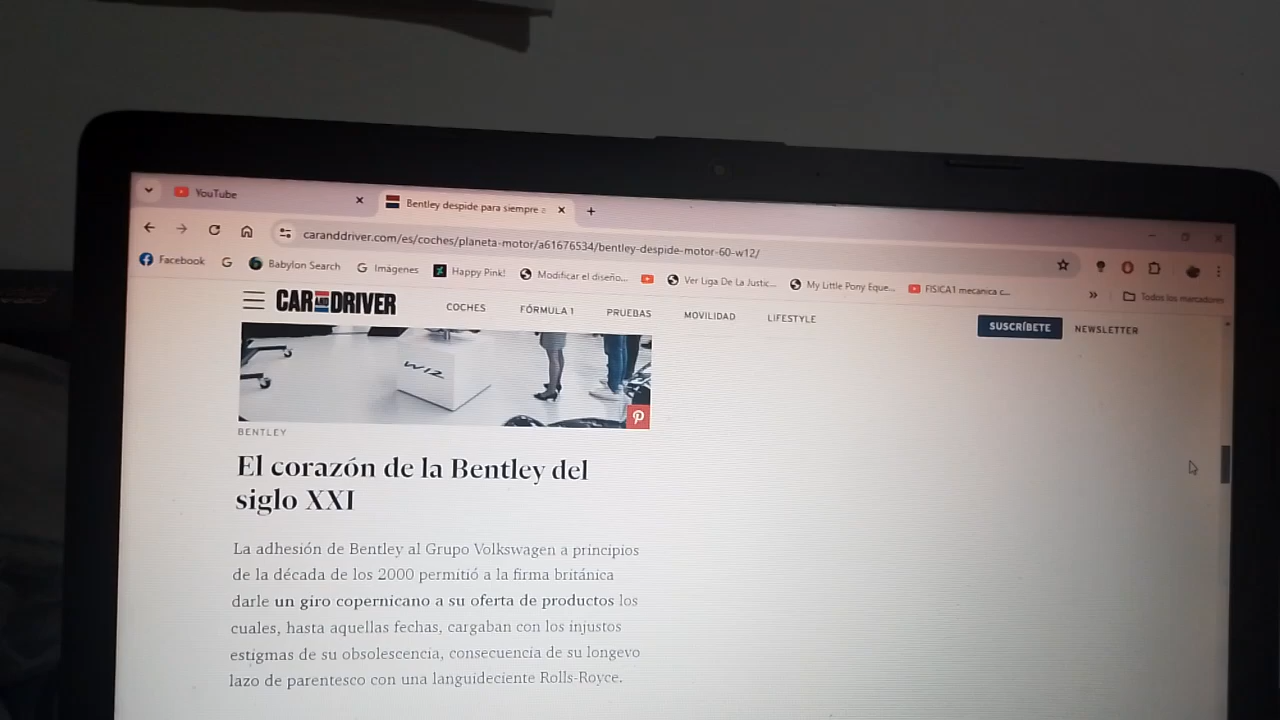 YouTube
Bentley despide para siempre a
caranddriver.com/es/coches/planeta-motor/a61676534/bentley-despide-motor-60-w12/
Facebook
Babylon Search
Imágenes
Happy Pink!
Modificar el diseño...
Ver Liga De La Justic...
My Little Pony Eque...
FISICA1 mecanica c...
»
Todos los marcadores
CAR AND DRIVER
COCHES
FÓRMULA 1
PRUEBAS
MOVILIDAD
LIFESTYLE
SUSCRÍBETE
NEWSLETTER
W12
BENTLEY
El corazón de la Bentley del
siglo XXI
La adhesión de Bentley al Grupo Volkswagen a principios
de la década de los 2000 permitió a la firma británica
darle un giro copernicano a su oferta de productos los
cuales, hasta aquellas fechas, cargaban con los injustos
estigmas de su obsolescencia, consecuencia de su longevo
lazo de parentesco con una languideciente Rolls-Royce.